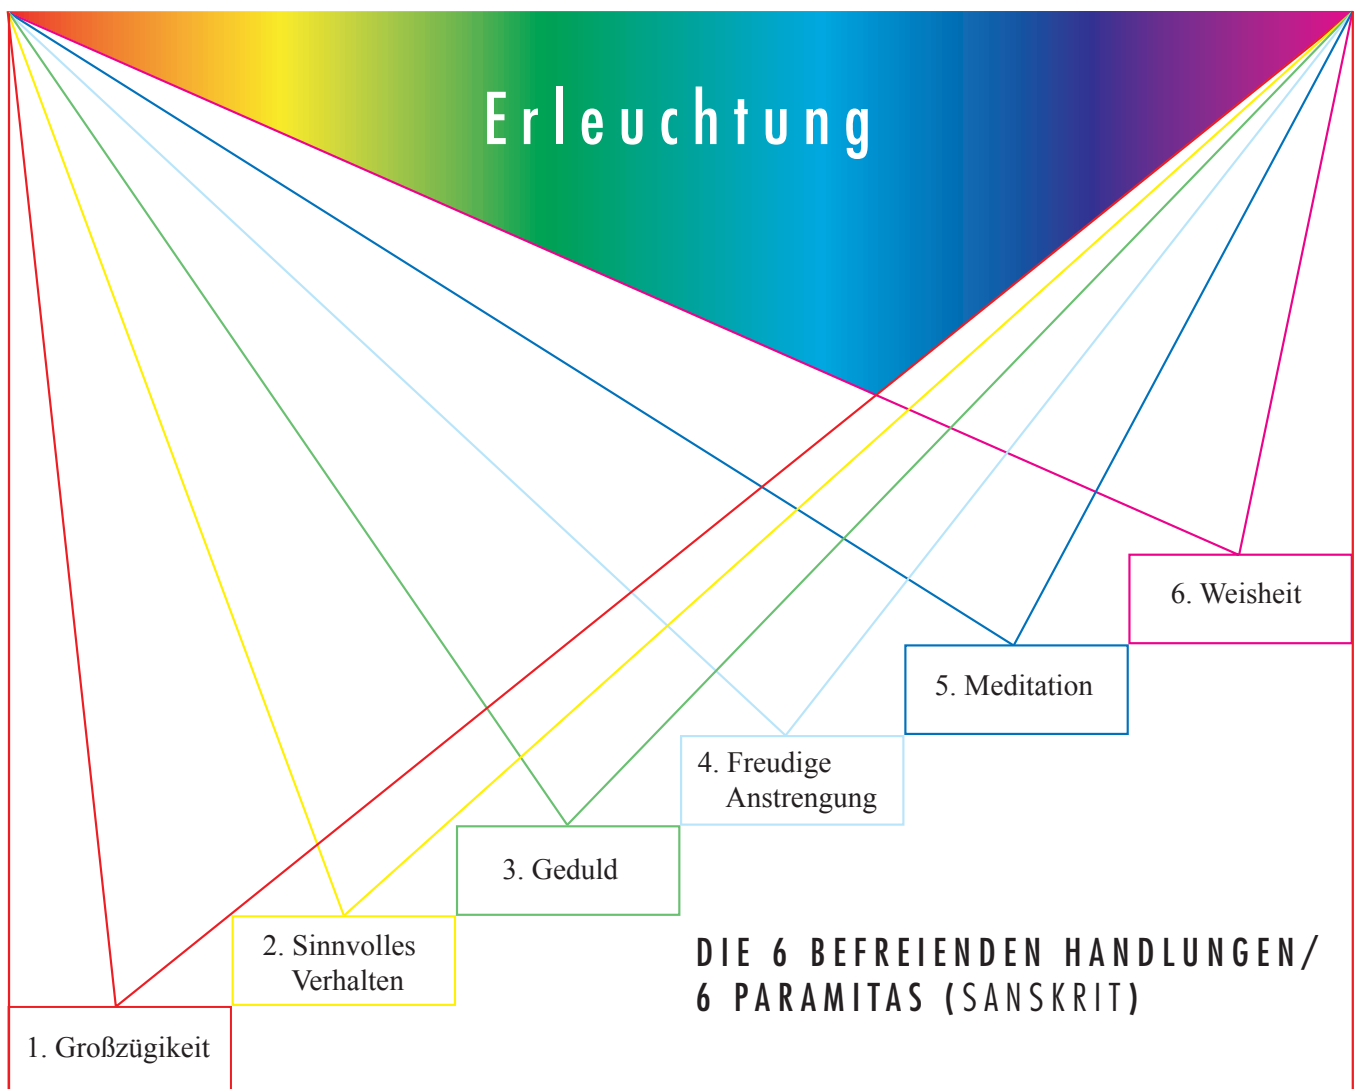 Erleuchtung
6. Weisheit
5. Meditation
4. Freudige
Anstrengung
3. Geduld
2. Sinnvolles
Verhalten
1. Großzügikeit
DIE 6 BEFREIENDEN HANDLUNGEN/
6 PARAMITAS (SANSKRIT)